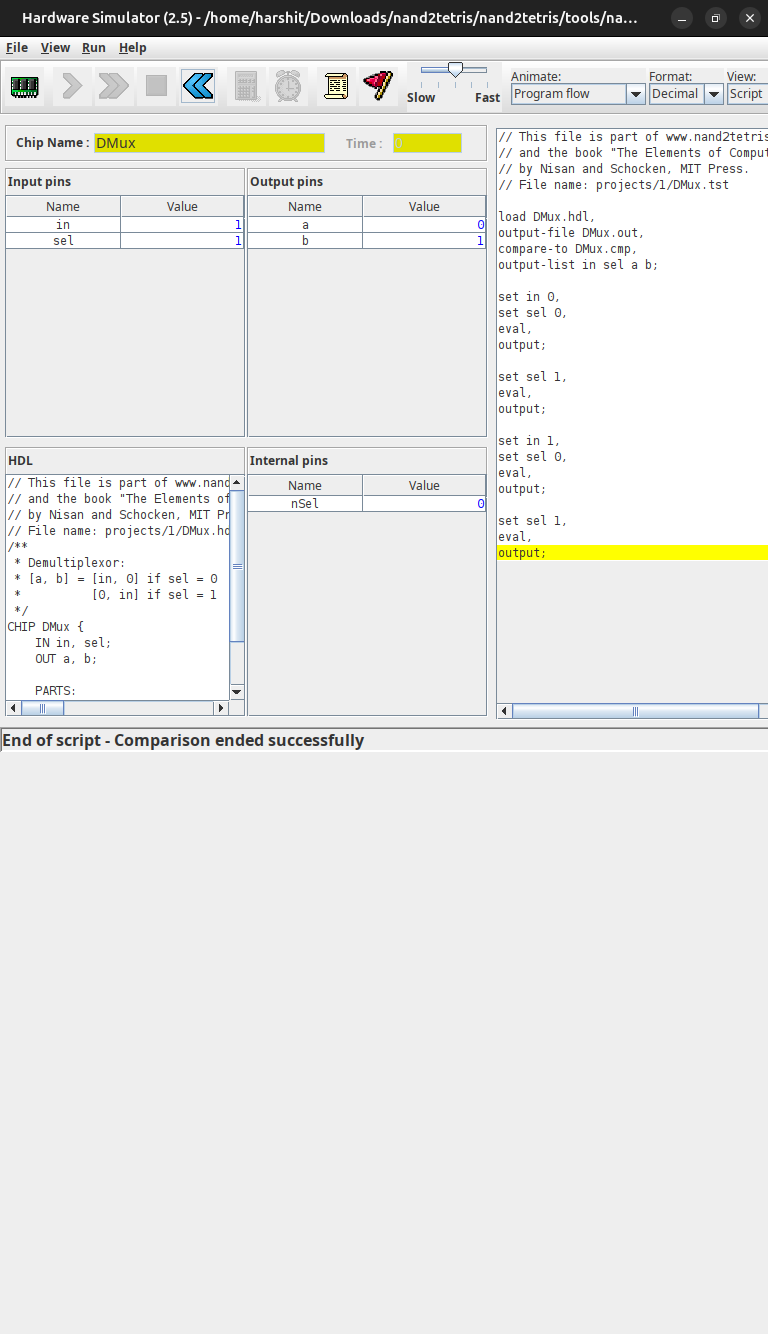 Hardware Simulator (2.5) - /home/harshit/Downloads/nand2tetris/nand2tetris/tools/na...
File View Run Help
Slow Fast
Animate: Format: View:
Program flow Decimal Script
Chip Name : DMux Time : 0
Input pins
Name Value
in 1
sel 1
Output pins
Name Value
a 0
b 1
HDL
// This file is part of www.nand
// and the book "The Elements of
// by Nisan and Schocken, MIT Pr
// File name: projects/1/DMux.hd
/**
* Demultiplexor:
* [a, b] = [in, 0] if sel = 0
* [0, in] if sel = 1
*/
CHIP DMux {
IN in, sel;
OUT a, b;
PARTS:
Internal pins
Name Value
nSel 0
// This file is part of www.nand2tetris
// and the book "The Elements of Comput
// by Nisan and Schocken, MIT Press.
// File name: projects/1/DMux.tst
load DMux.hdl,
output-file DMux.out,
compare-to DMux.cmp,
output-list in sel a b;
set in 0,
set sel 0,
eval,
output;
set sel 1,
eval,
output;
set in 1,
set sel 0,
eval,
output;
set sel 1,
eval,
output;
End of script - Comparison ended successfully